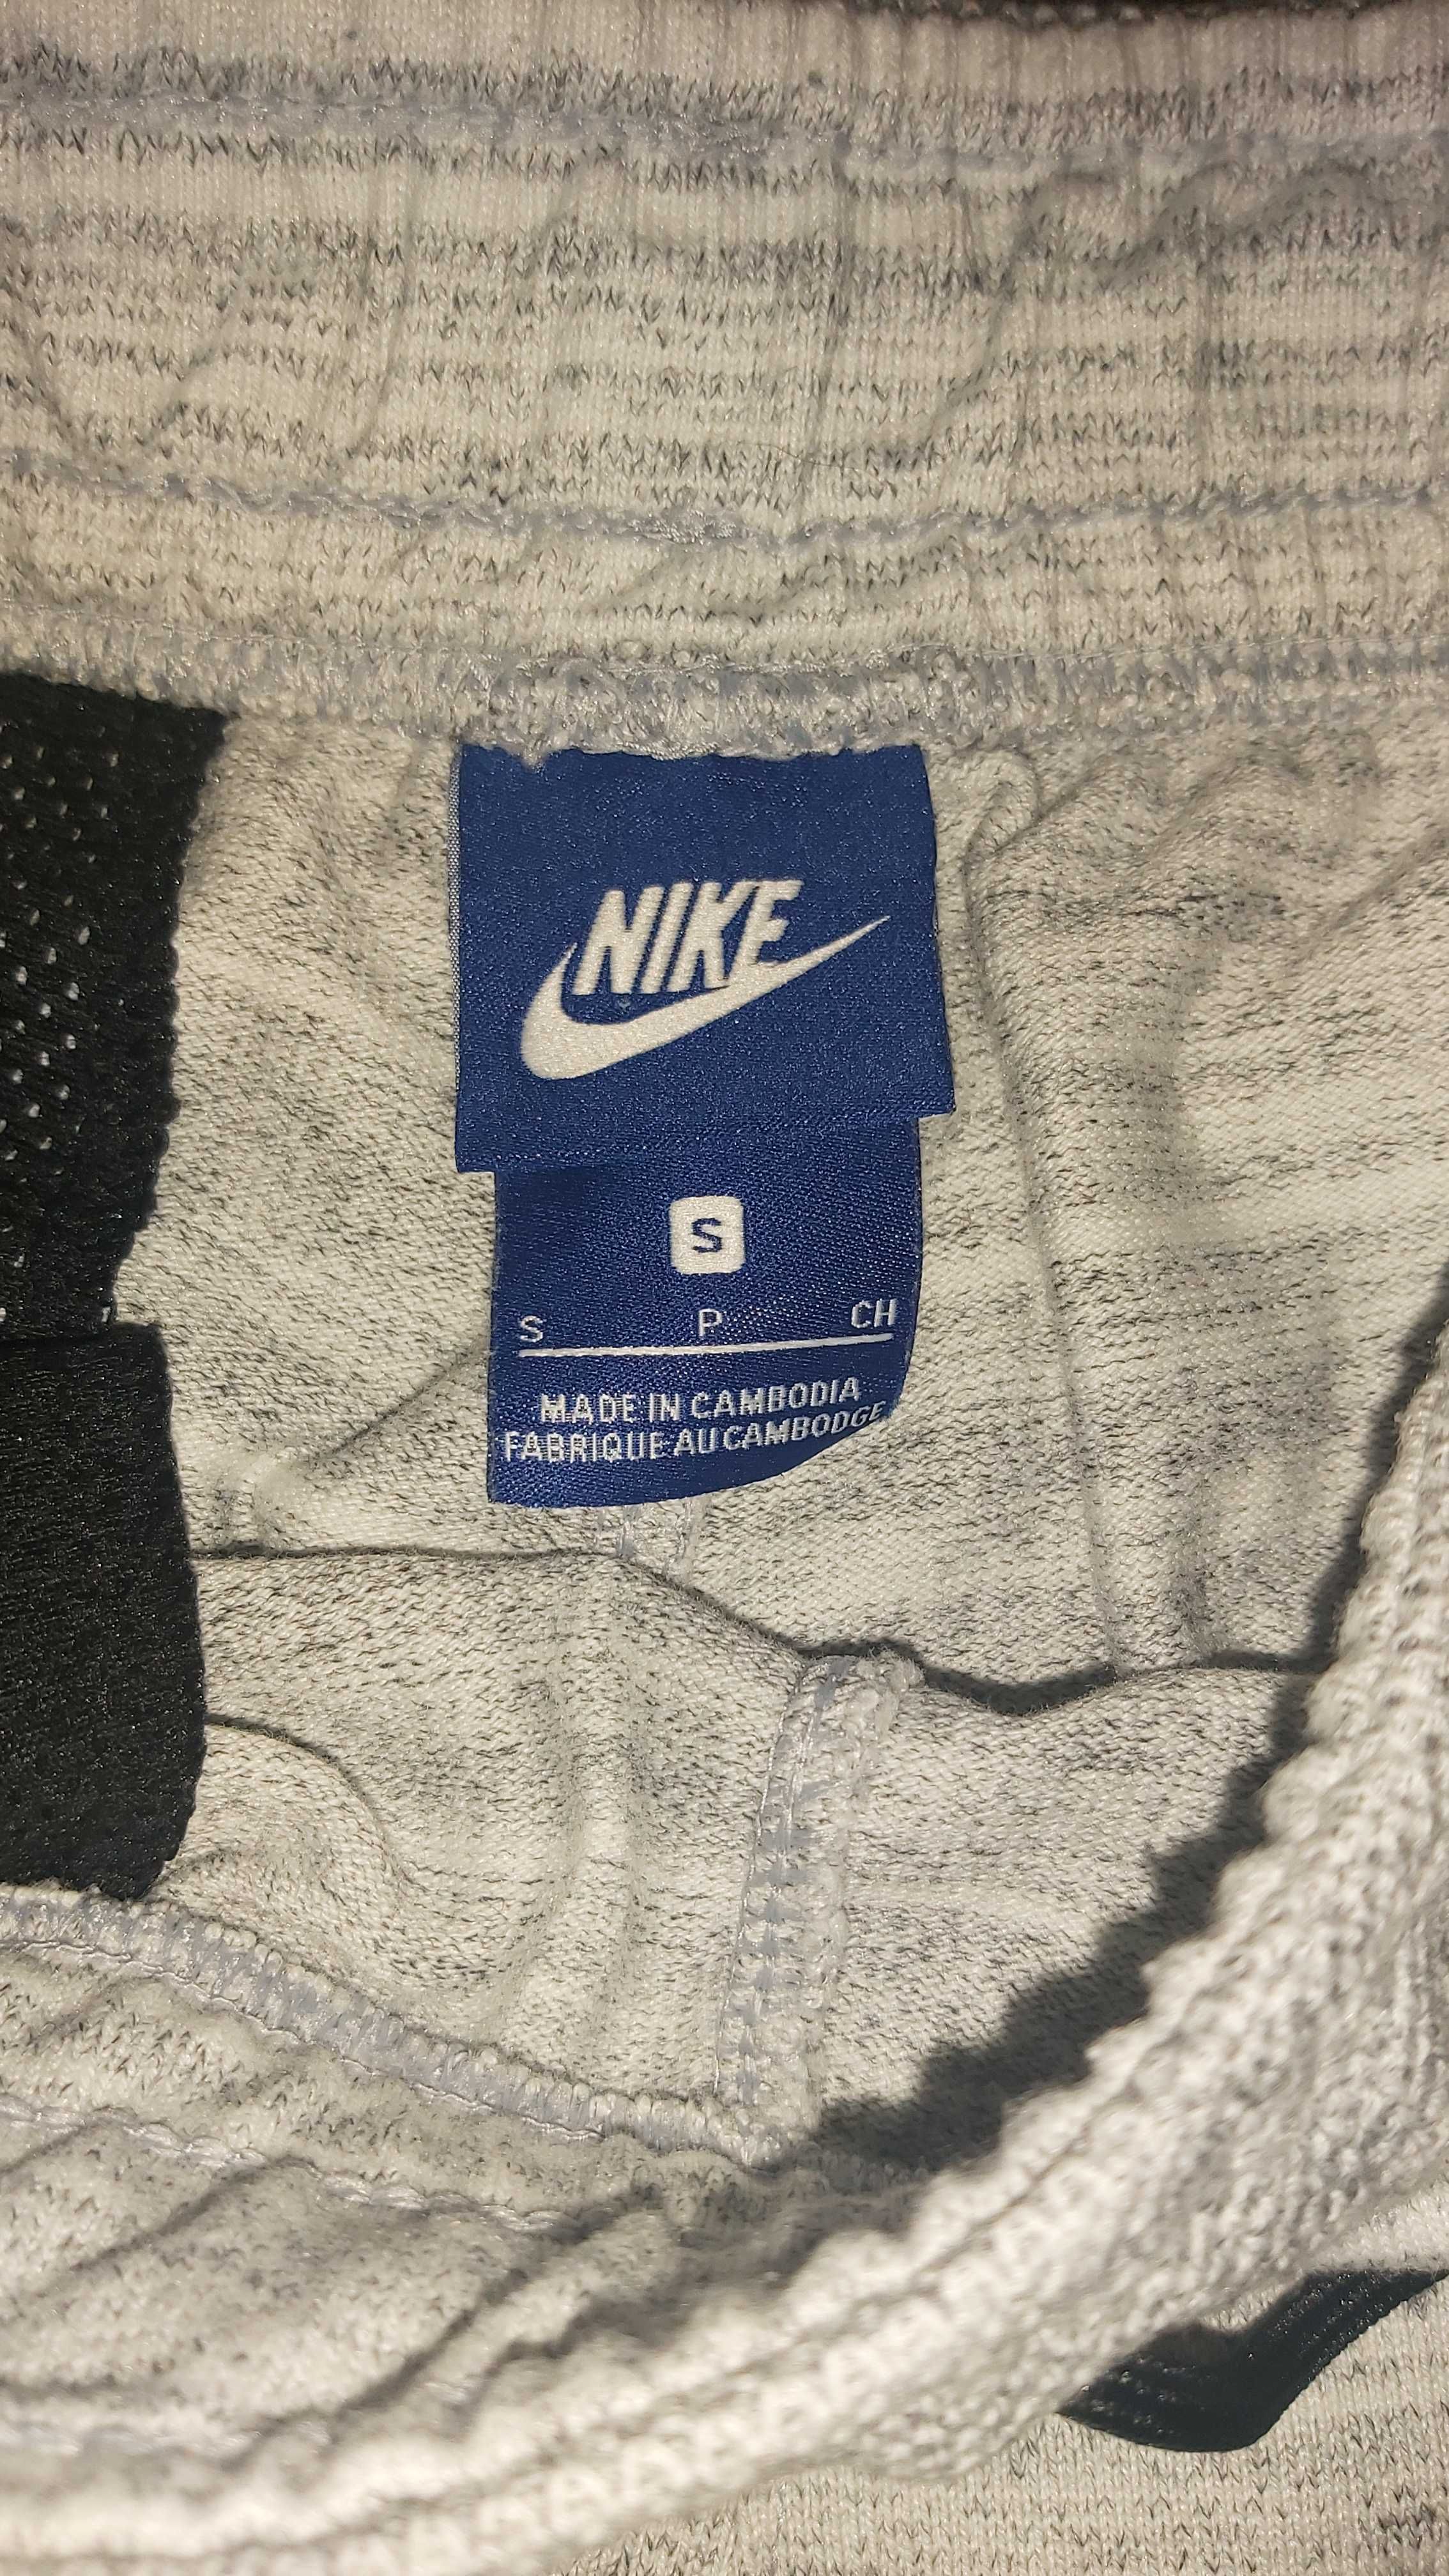 NIKE
S
S P CH
MADE IN CAMBODIA
FABRIQUE AU CAMBODGE